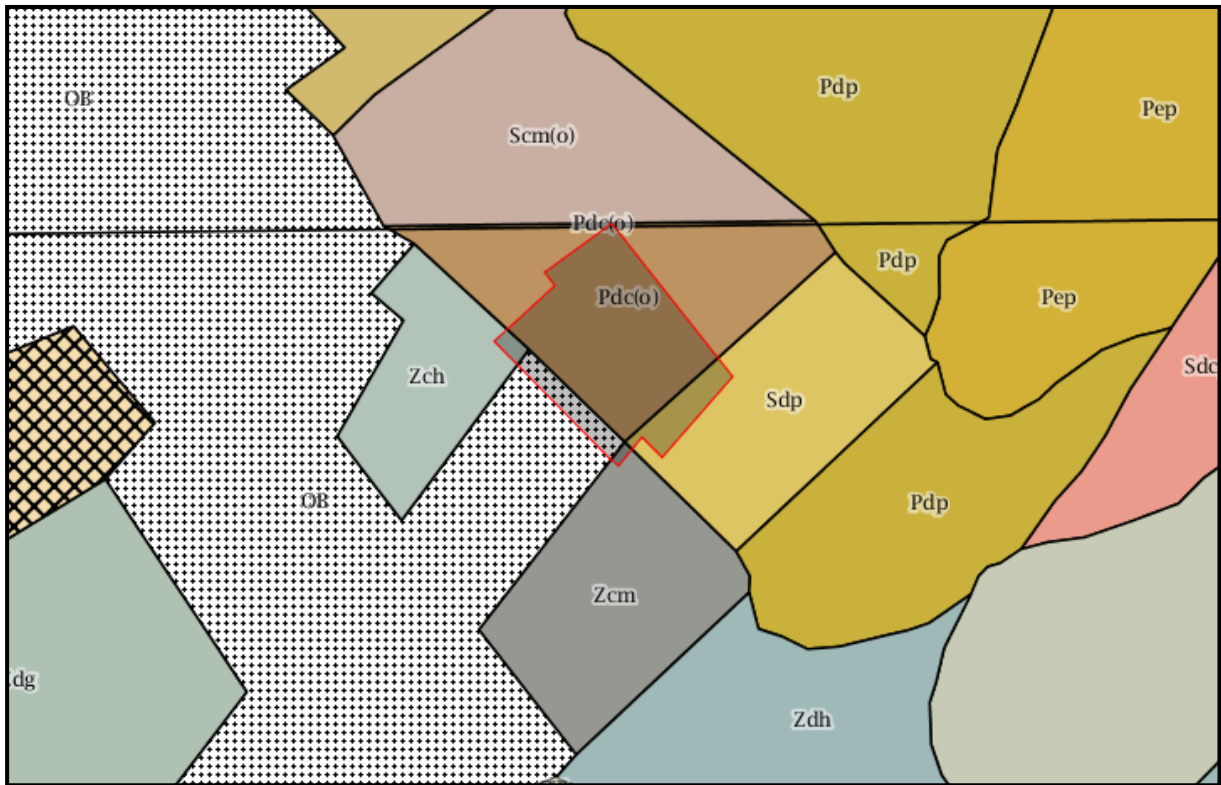 OB
Pdp
Pep
Scm(o)
Pdc(o)
Pdp
Pdc(o)
Pep
Sdc
Zch
Sdp
OB
Pdp
Zcm
dg
Zdh